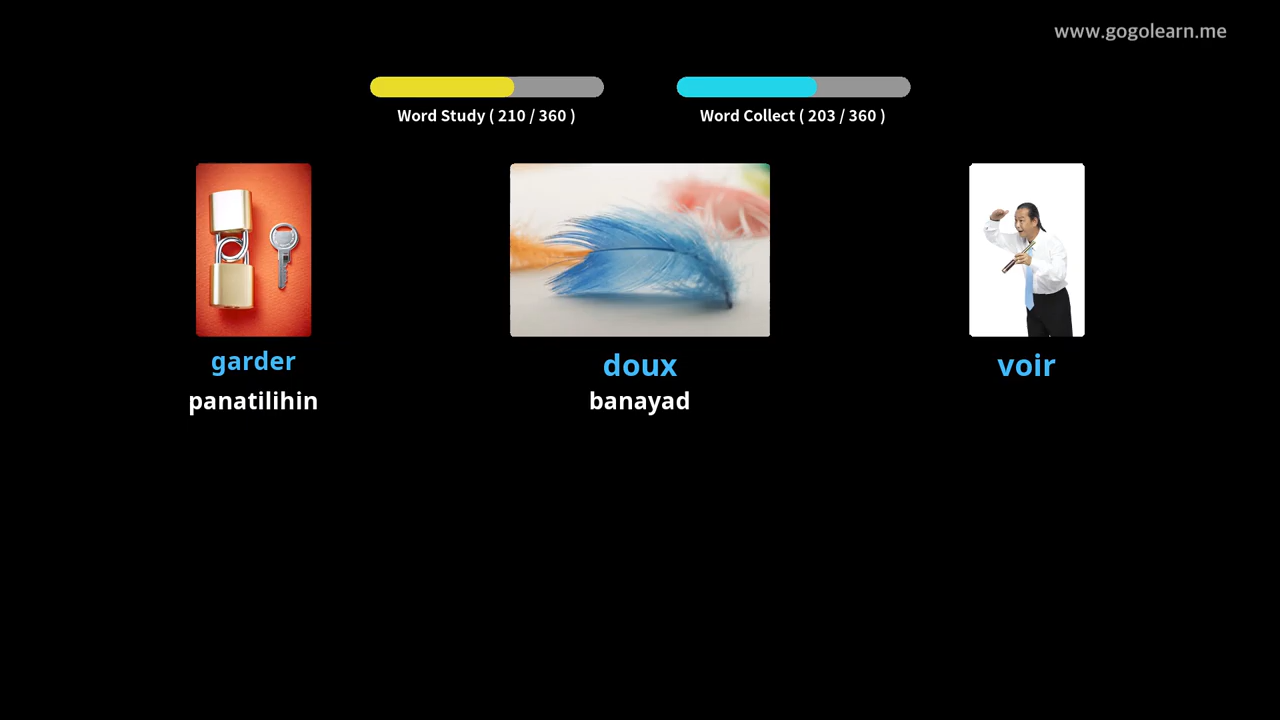 www.gogolearn.me
Word Study ( 210 / 360 )
Word Collect ( 203 / 360 )
garder
doux
voir
panatilihin
banayad